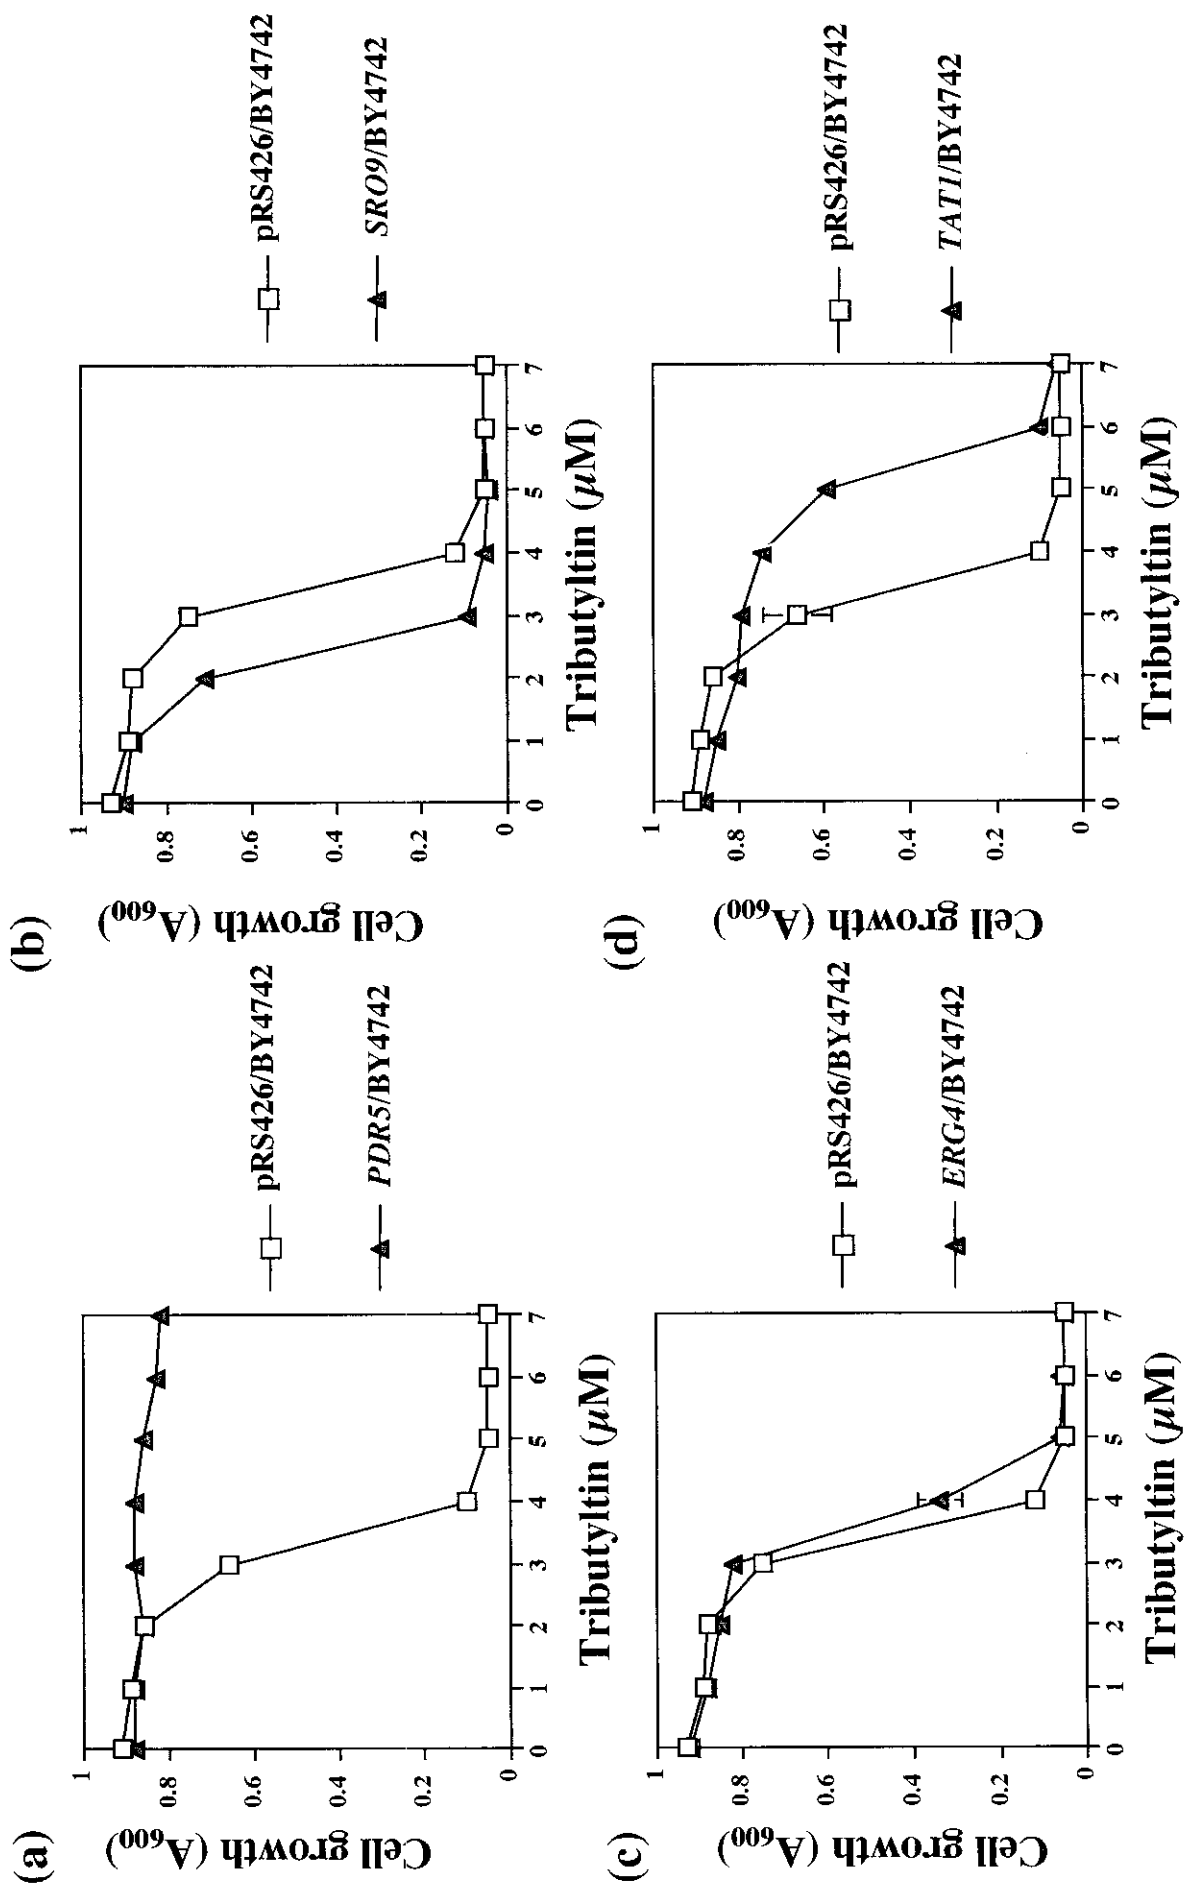 (a)
Cell growth (A600)
1
0.8
0.6
0.4
0.2
0
0 1 2 3 4 5 6 7
Tributyltin (µM)
pRS426/BY4742
PDR5/BY4742
(b)
Cell growth (A600)
1
0.8
0.6
0.4
0.2
0
0 1 2 3 4 5 6 7
Tributyltin (µM)
pRS426/BY4742
SRO9/BY4742
(c)
Cell growth (A600)
1
0.8
0.6
0.4
0.2
0
0 1 2 3 4 5 6 7
Tributyltin (µM)
pRS426/BY4742
ERG4/BY4742
(d)
Cell growth (A600)
1
0.8
0.6
0.4
0.2
0
0 1 2 3 4 5 6 7
Tributyltin (µM)
pRS426/BY4742
TAT1/BY4742